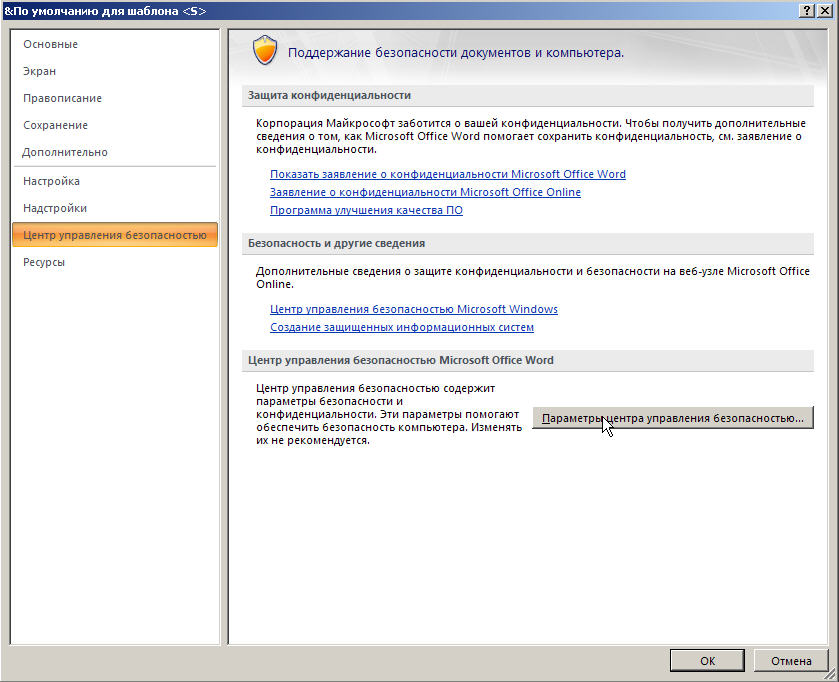 &По умолчанию для шаблона <S>
Основные
Экран
Правописание
Сохранение
Дополнительно
Настройка
Надстройки
Центр управления безопасностью
Ресурсы
Поддержание безопасности документов и компьютера.
Защита конфиденциальности
Корпорация Майкрософт заботится о вашей конфиденциальности. Чтобы получить дополнительные
сведения о том, как Microsoft Office Word помогает сохранить конфиденциальность, см. заявление о
конфиденциальности.
Показать заявление о конфиденциальности Microsoft Office Word
Заявление о конфиденциальности Microsoft Office Online
Программа улучшения качества ПО
Безопасность и другие сведения
Дополнительные сведения о защите конфиденциальности и безопасности на веб-узле Microsoft Office
Online.
Центр управления безопасностью Microsoft Windows
Создание защищенных информационных систем
Центр управления безопасностью Microsoft Office Word
Центр управления безопасностью содержит
параметры безопасности и
конфиденциальности. Эти параметры помогают
обеспечить безопасность компьютера. Изменять
их не рекомендуется.
Параметры центра управления безопасностью...
ОК
Отмена